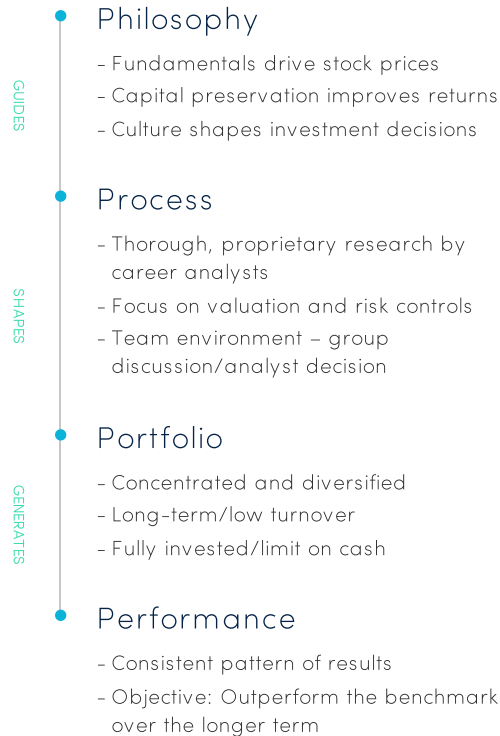 Philosophy
- Fundamentals drive stock prices
- Capital preservation improves returns
GUIDES
- Culture shapes investment decisions
Process
- Thorough, proprietary research by
career analysts
- Focus on valuation and risk controls
SHAPES
- Team environment – group
discussion/analyst decision
Portfolio
- Concentrated and diversified
- Long-term/low turnover
GENERATES
- Fully invested/limit on cash
Performance
- Consistent pattern of results
- Objective: Outperform the benchmark
over the longer term